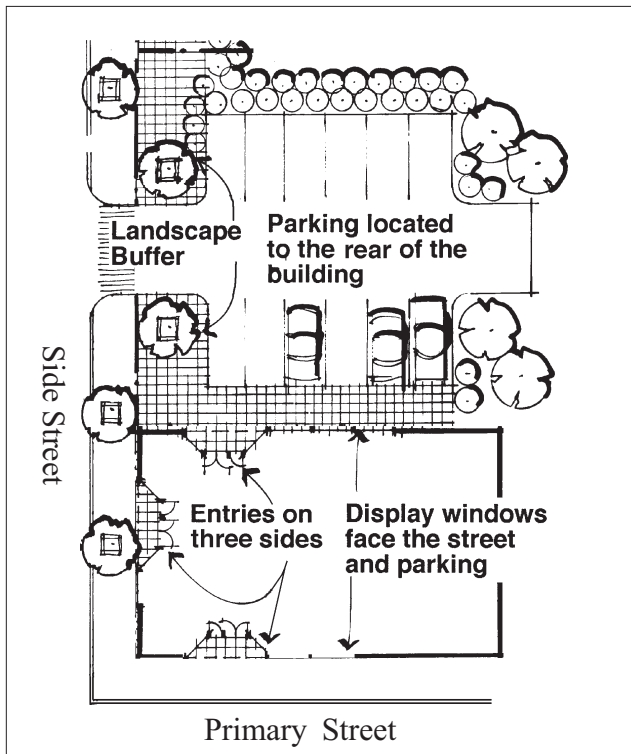 Landscape
Buffer
Parking located
to the rear of the
building
Side Street
Entries on
three sides
Display windows
face the street
and parking
Primary Street